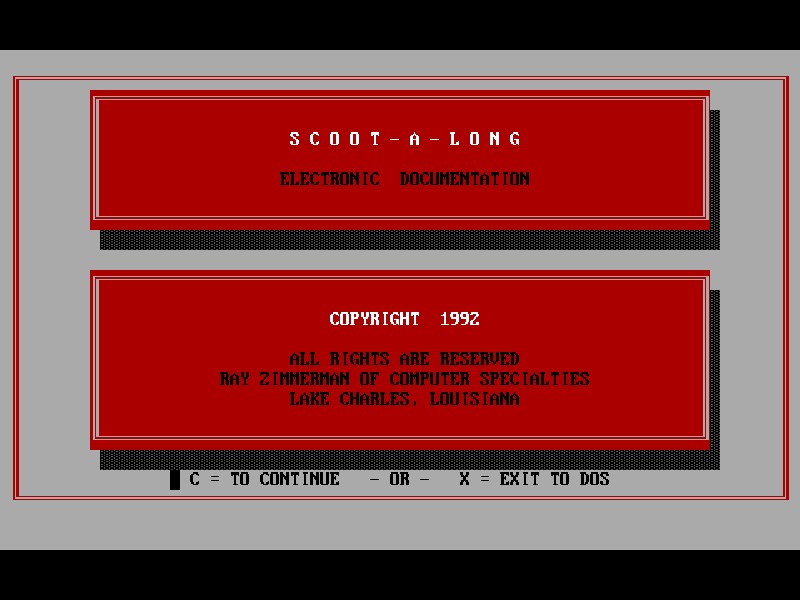 S C O O T - A - L O N G
ELECTRONIC  DOCUMENTATION
COPYRIGHT  1992
ALL RIGHTS ARE RESERVED
RAY ZIMMERMAN OF COMPUTER SPECIALTIES
LAKE CHARLES, LOUISIANA
C = TO CONTINUE   - OR -   X = EXIT TO DOS